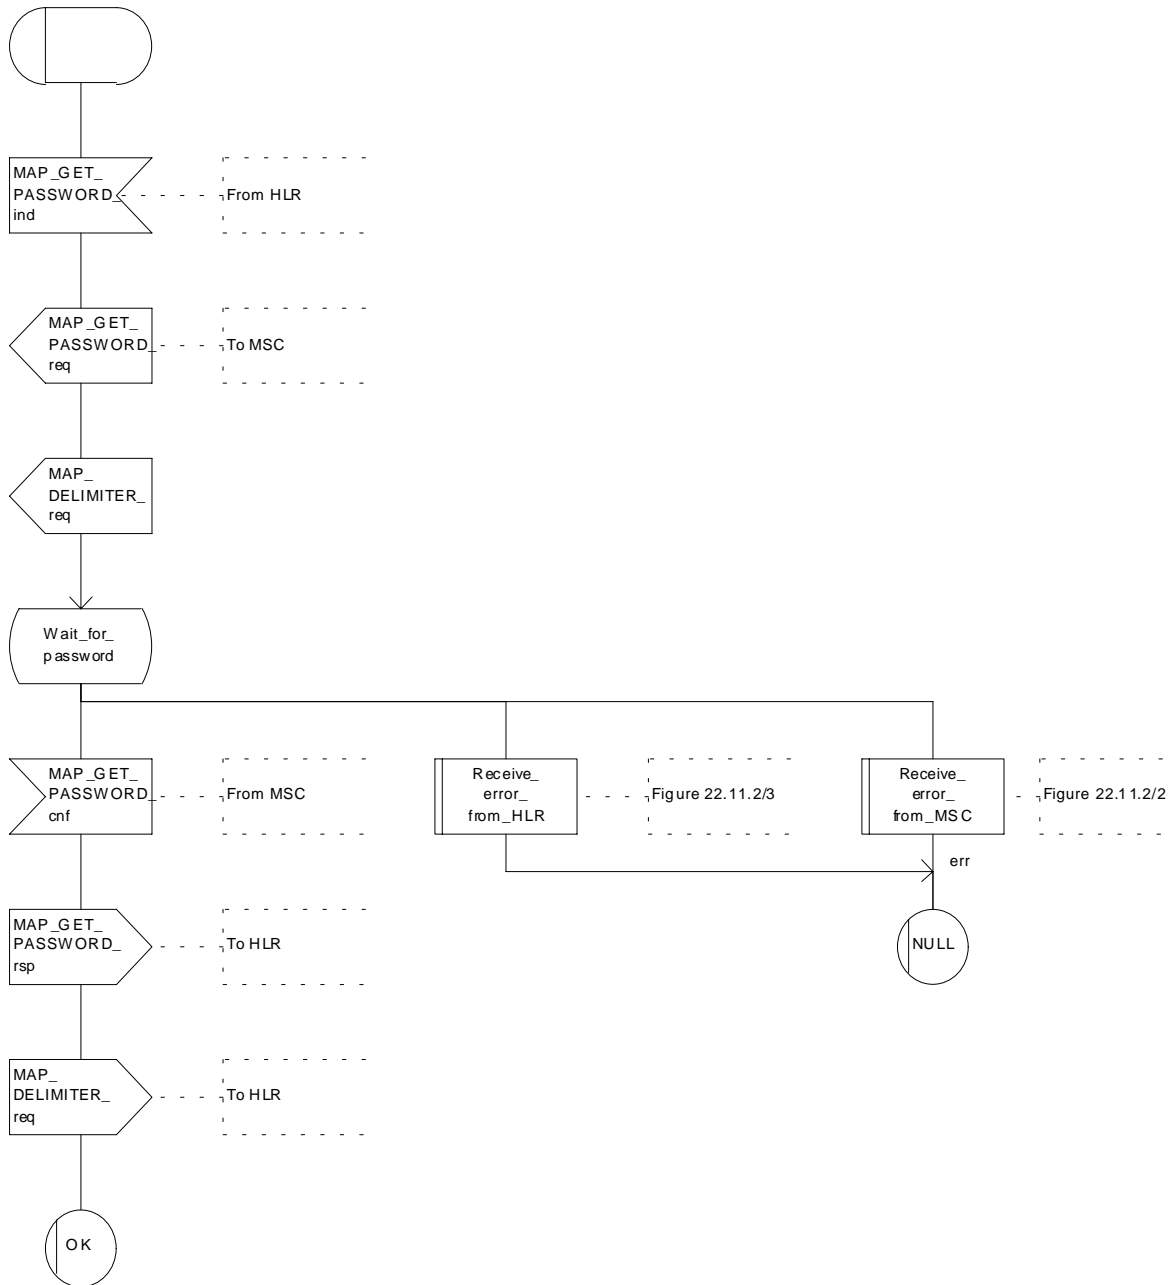 MAP_GET_
PASSWORD_
ind
From HLR
MAP_GET_
PASSWORD_
req
To MSC
MAP_
DELIMITER_
req
Wait_for_
password
MAP_GET_
PASSWORD_
cnf
From MSC
Receive_
error_
from_HLR
Figure 22.11.2/3
Receive_
error_
from_MSC
Figure 22.11.2/2
err
MAP_GET_
PASSWORD_
rsp
To HLR
NULL
MAP_
DELIMITER_
req
To HLR
OK